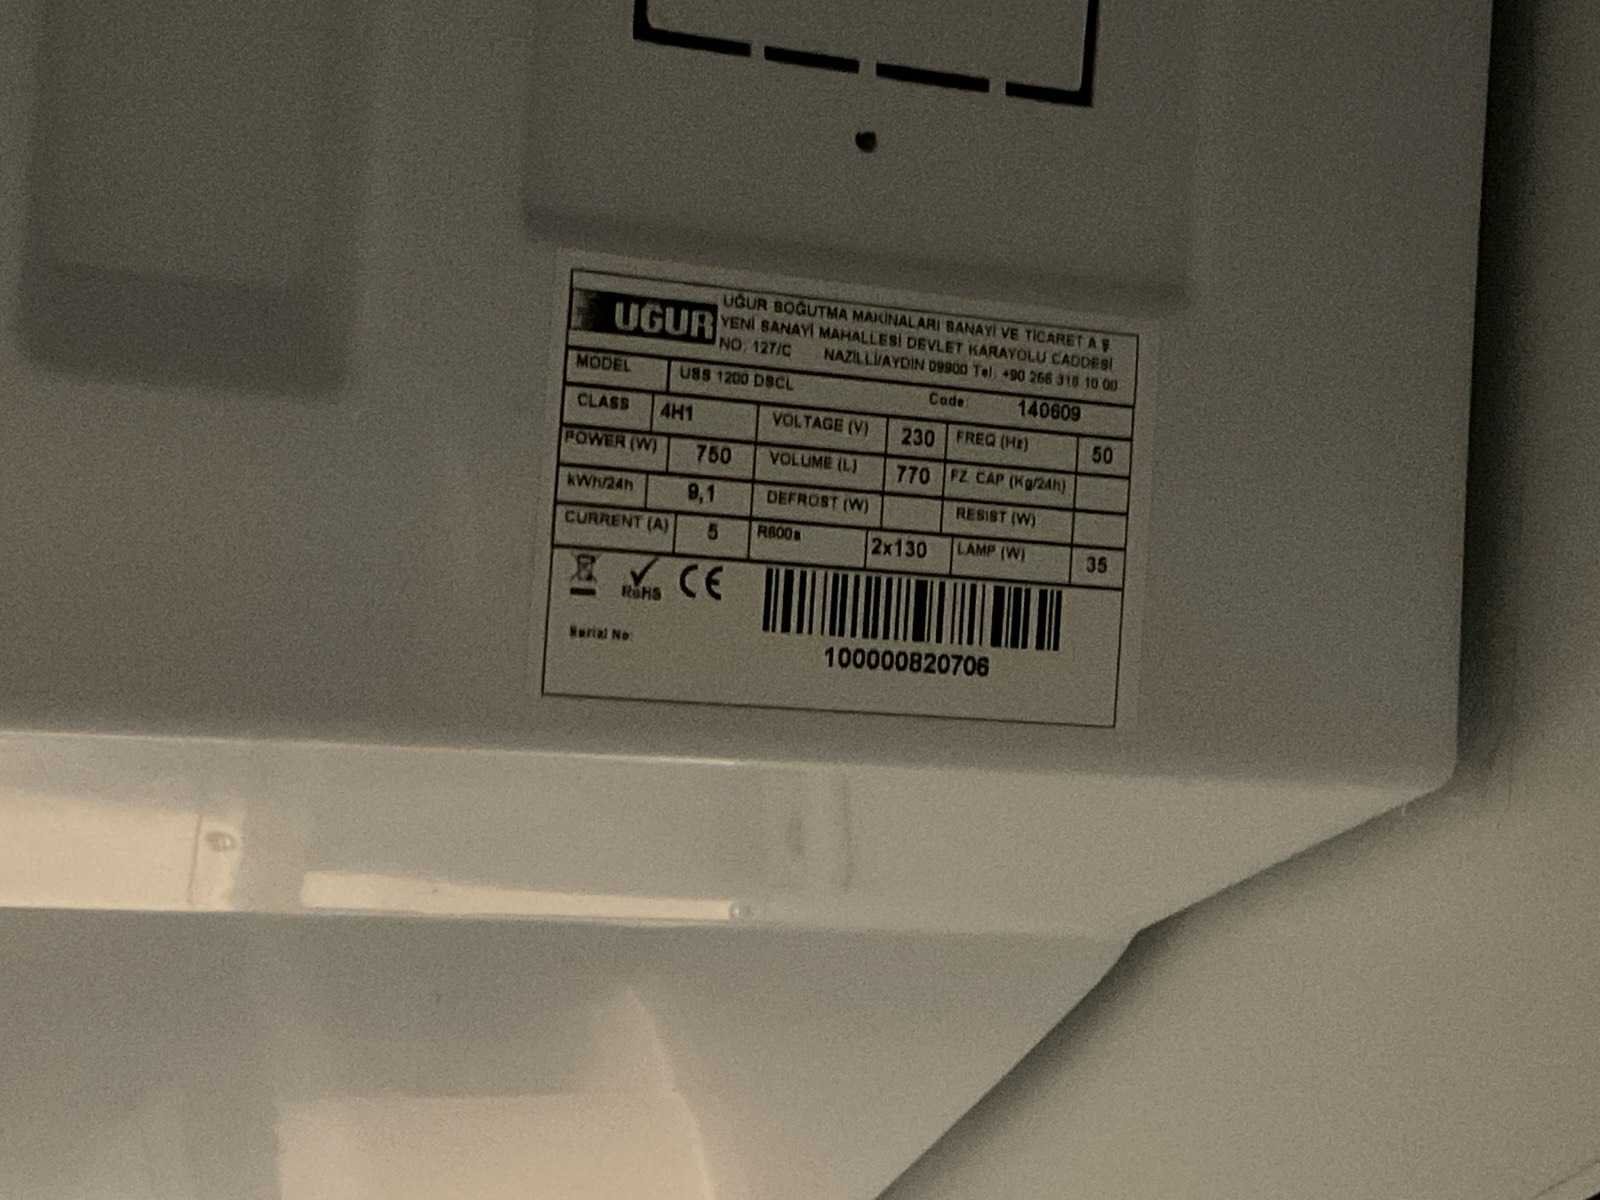 UĞUR
UĞUR SOĞUTMA MAKİNALARI SANAYİ VE TİCARET A.Ş
YENİ SANAYİ MAHALLESİ DEVLET KARAYOLU CADDESİ
NO: 127/C NAZİLLİ/AYDIN 09900 Tel: +90 256 316 10 00
MODEL USS 1200 DSCL Code: 140609
CLASS 4H1 VOLTAGE (V) 230 FREQ (Hz) 50
POWER (W) 750 VOLUME (L) 770 FZ. CAP (Kg/24h)
kWh/24h 9,1 DEFROST (W) RESIST (W)
CURRENT (A) 5 R600a 2x130 LAMP (W) 35
RoHS CE
Serial No:
100000820706